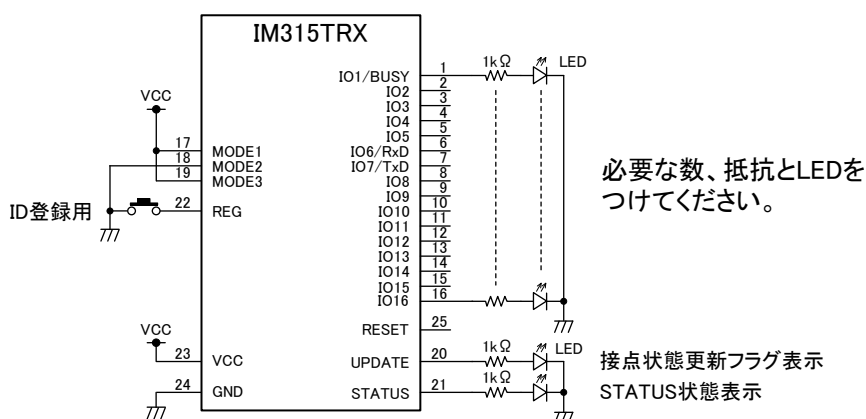 IM315TRX
VCC
17
18
19
MODE1
MODE2
MODE3
ID登録用
22
REG
VCC
23
VCC
24
GND
IO1/BUSY
1
IO2
2
IO3
3
IO4
4
IO5
5
IO6/RxD
6
IO7/TxD
7
IO8
8
IO9
9
IO10
10
IO11
11
IO12
12
IO13
13
IO14
14
IO15
15
IO16
16
RESET
25
UPDATE
20
STATUS
21
1kΩ
LED
必要な数、抵抗とLEDを
つけてください。
1kΩ
LED
接点状態更新フラグ表示
1kΩ
STATUS状態表示